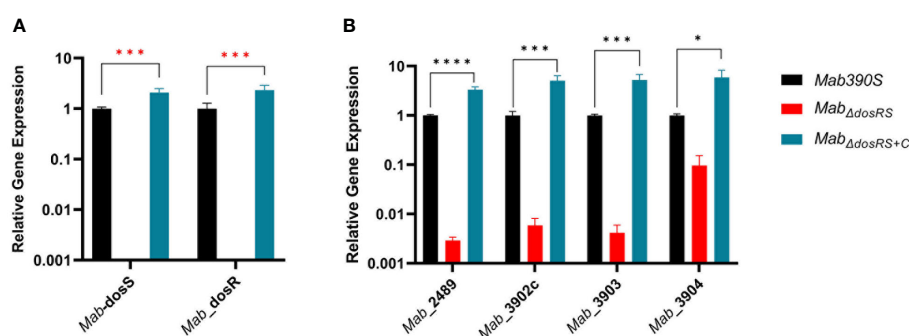 A
Relative Gene Expression
10
1
0.1
0.01
0.001
***
***
Mab-dosS
Mab_dosR
B
Relative Gene Expression
10
1
0.1
0.01
0.001
****
***
***
*
Mab_2489
Mab_3902c
Mab_3903
Mab_3904
Mab390S
MabΔdosRS
MabΔdosRS+C